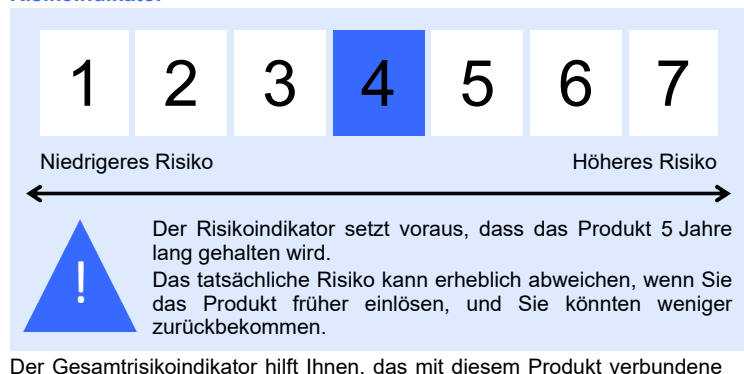 Risikoindikator
1 2 3 4 5 6 7
Niedrigeres Risiko Höheres Risiko
!
Der Risikoindikator setzt voraus, dass das Produkt 5 Jahre
lang gehalten wird.
Das tatsächliche Risiko kann erheblich abweichen, wenn Sie
das Produkt früher einlösen, und Sie könnten weniger
zurückbekommen.
Der Gesamtrisikoindikator hilft Ihnen, das mit diesem Produkt verbundene